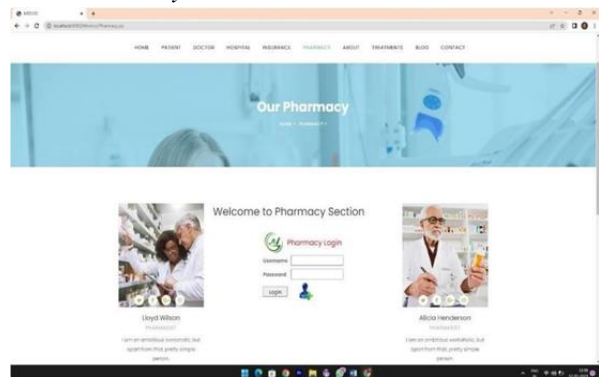 HOME PATIENT DOCTOR HOSPITAL INSURANCE PHARMACY ABOUT TREATMENTS BLOG CONTACT
Our Pharmacy
Welcome to Pharmacy Section
Pharmacy Login
Username
Password
Login
Lloyd Wilson
PHARMACIST
I am an ambitious workaholic, but
apart from that, pretty simple
person.
Alicia Henderson
PHARMACIST
I am an ambitious workaholic, but
apart from that, pretty simple
person.